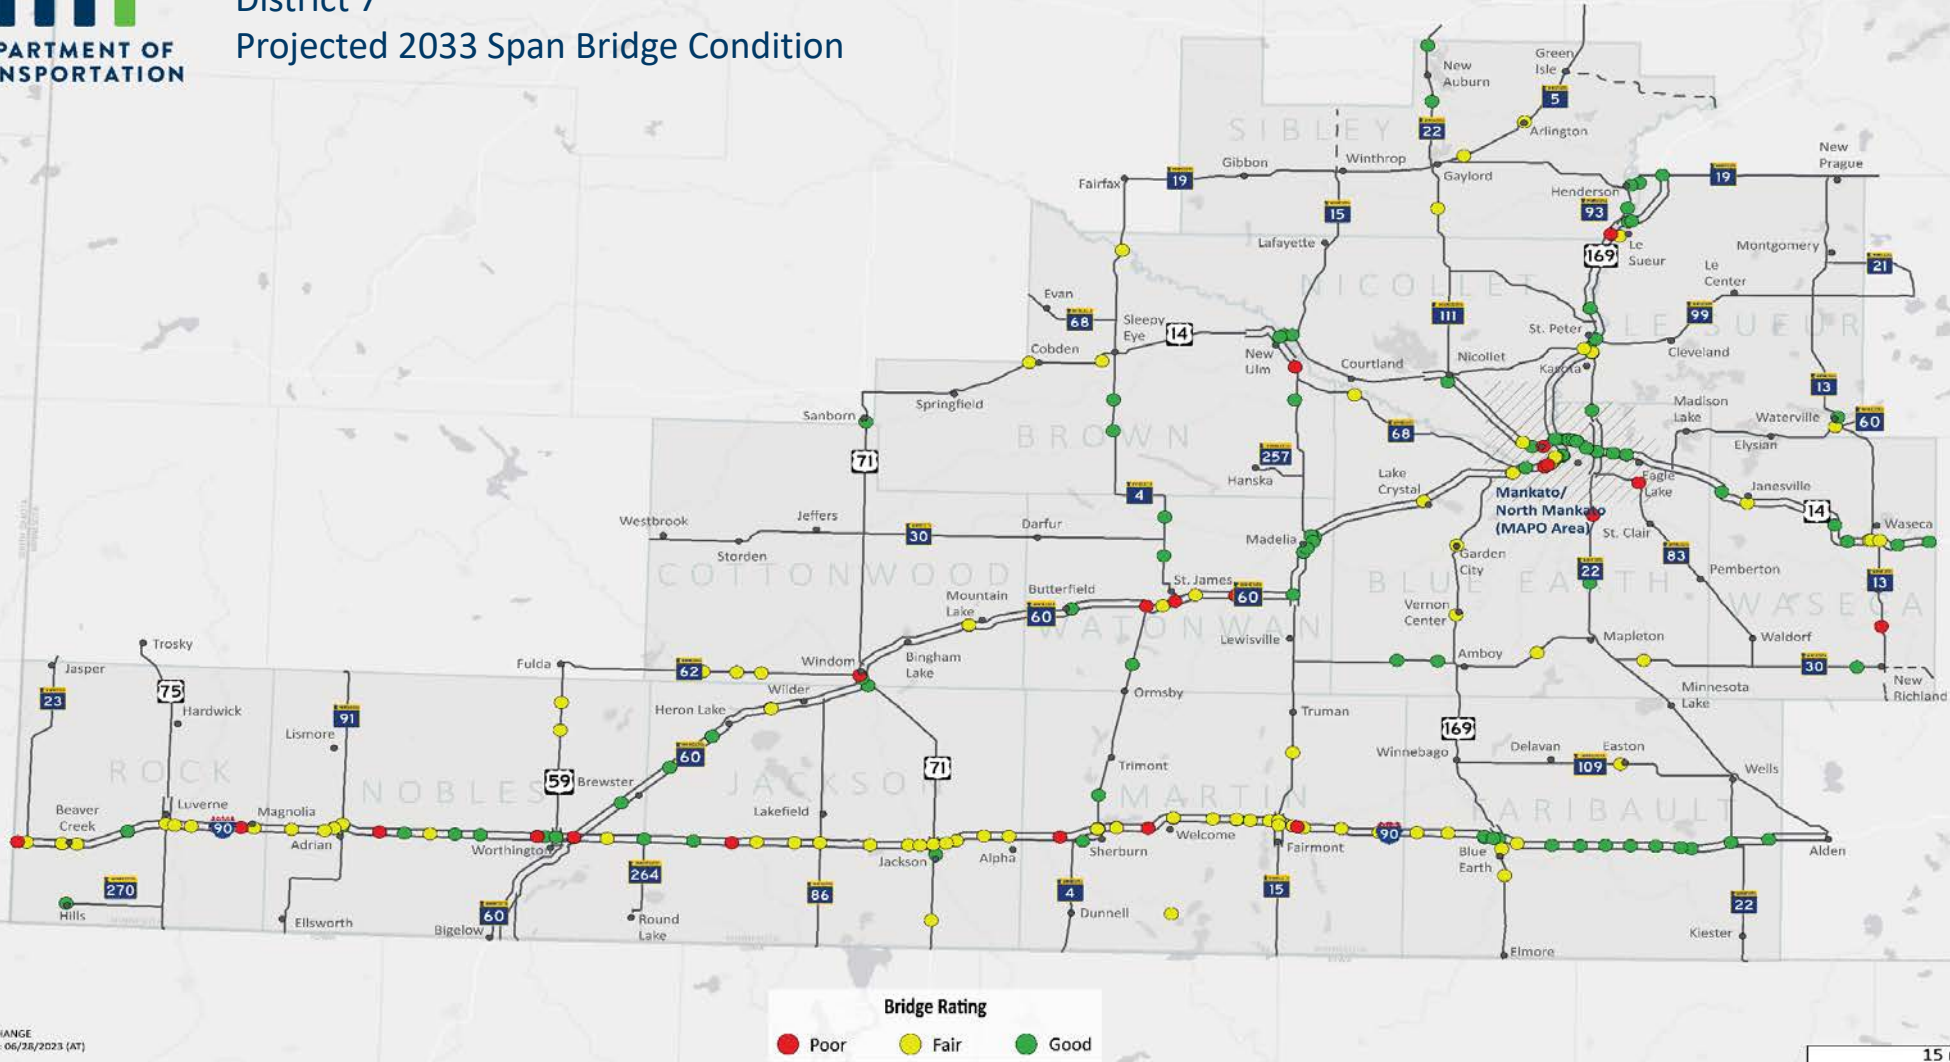 District 7
Projected 2033 Span Bridge Condition
PARTMENT OF
NSPORTATION
New
Auburn
Green
Isle
5
22
Arlington
SIBLEY
Fairfax
19
Gibbon
Winthrop
Gaylord
Henderson
19
New
Prague
93
15
Lafayette
169
Le
Sueur
Montgomery
21
Le
Center
NICOLLET
Evan
68
Sleepy
Eye
14
111
99
LE SUEUR
St. Peter
Cleveland
Cobden
New
Ulm
Courtland
Nicollet
Kasota
13
Springfield
Sanborn
Madison
Lake
Waterville
60
Elysian
BROWN
68
71
257
Hanska
Lake
Crystal
Eagle
Lake
Janesville
4
Mankato/
North Mankato
(MAPO Area)
14
Waseca
Westbrook
Jeffers
30
Darfur
Storden
Madelia
St. Clair
83
Garden
City
22
Pemberton
13
COTTONWOOD
Butterfield
St. James
60
BLUE EARTH
WASECA
Mountain
Lake
60
WATONWAN
Vernon
Center
Lewisville
Mapleton
Waldorf
Trosky
Jasper
Fulda
62
Windom
Bingham
Lake
Amboy
30
New
Richland
23
75
Wilder
Ormsby
Minnesota
Lake
Hardwick
91
Heron Lake
Truman
Lismore
60
169
Winnebago
Delavan
Easton
109
Wells
ROCK
NOBLES
59
Brewster
JACKSON
71
Trimont
MARTIN
FARIBAULT
Beaver
Creek
Luverne
90
Magnolia
Adrian
Lakefield
Worthington
Jackson
Alpha
Sherburn
Welcome
Fairmont
90
Blue
Earth
Alden
270
Hills
264
86
4
15
22
Ellsworth
60
Bigelow
Round
Lake
Dunnell
Kiester
Elmore
Bridge Rating
Poor
Fair
Good
HANGE
: 06/28/2023 (AT)
15